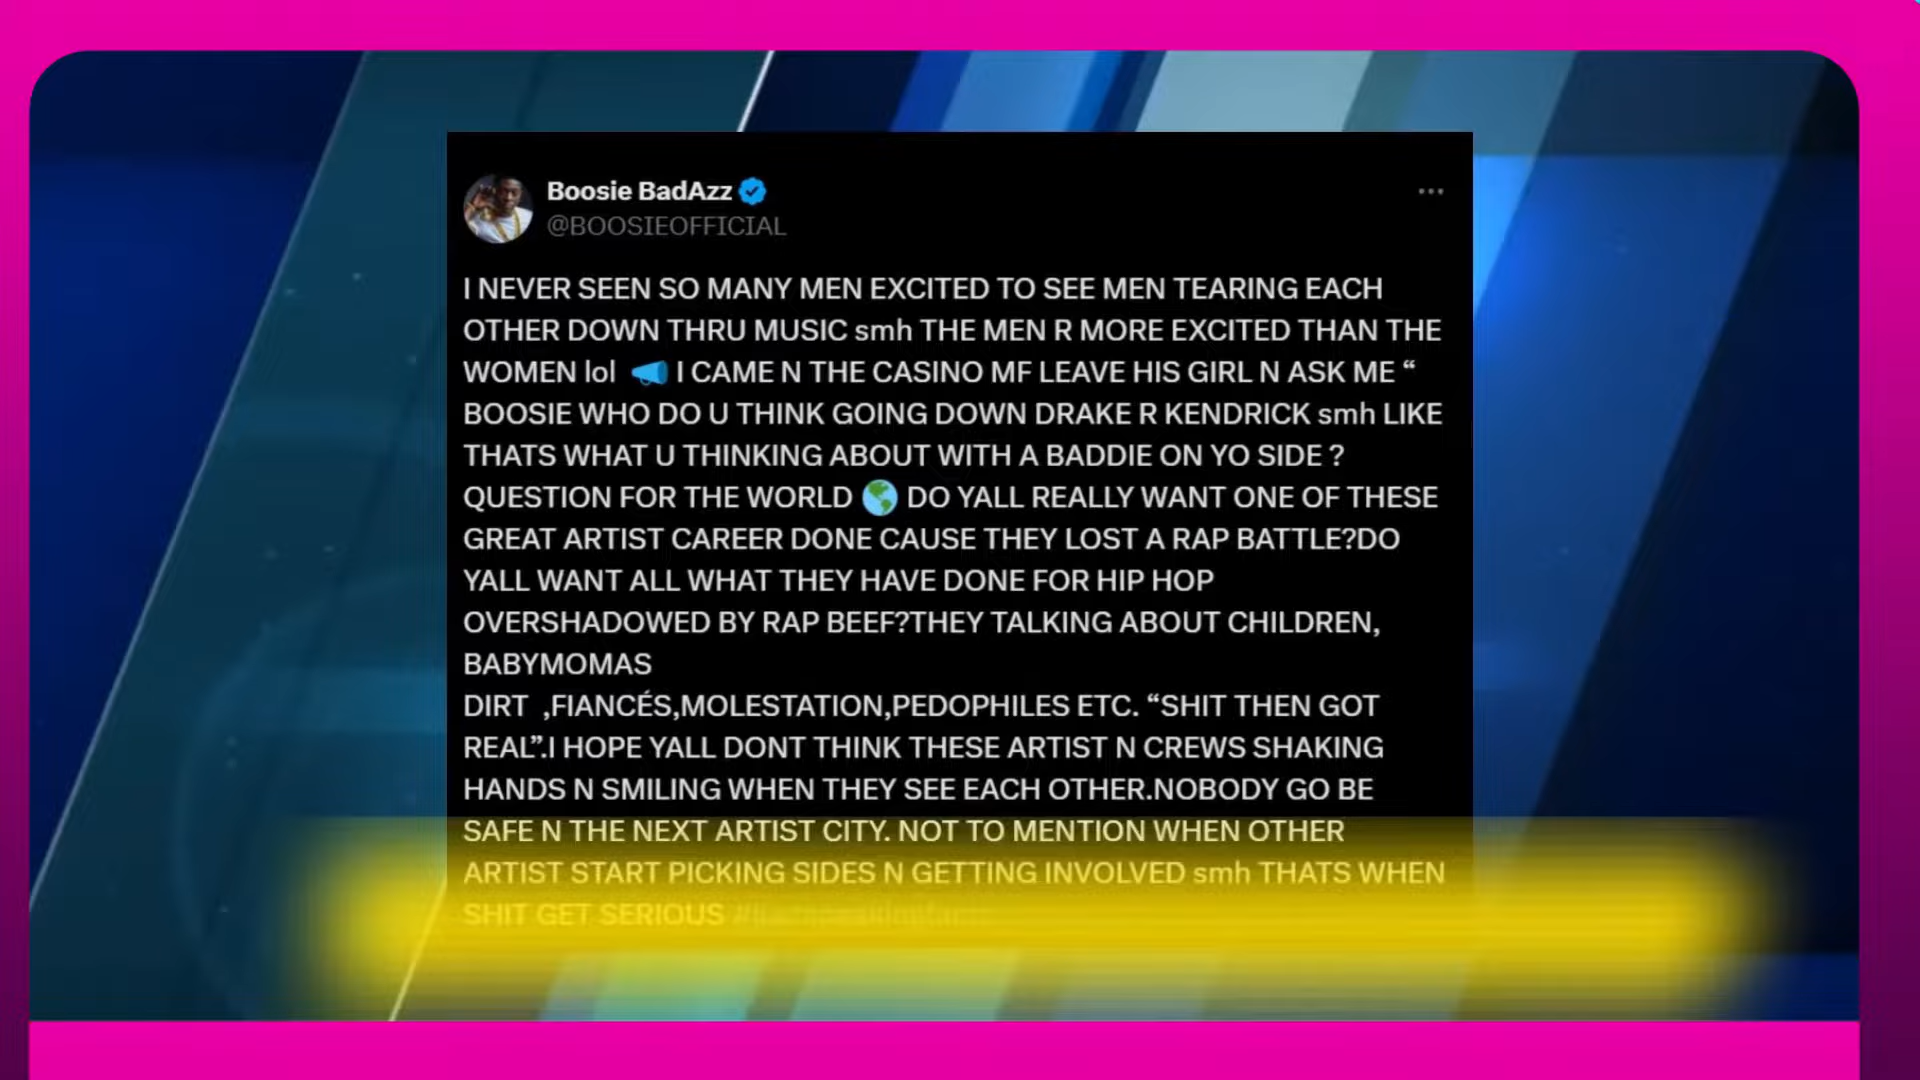 Boosie BadAzz
@BOOSIEOFFICIAL
I NEVER SEEN SO MANY MEN EXCITED TO SEE MEN TEARING EACH
OTHER DOWN THRU MUSIC smh THE MEN R MORE EXCITED THAN THE
WOMEN lol 📣 I CAME N THE CASINO MF LEAVE HIS GIRL N ASK ME “
BOOSIE WHO DO U THINK GOING DOWN DRAKE R KENDRICK smh LIKE
THATS WHAT U THINKING ABOUT WITH A BADDIE ON YO SIDE ?
QUESTION FOR THE WORLD 🌎 DO YALL REALLY WANT ONE OF THESE
GREAT ARTIST CAREER DONE CAUSE THEY LOST A RAP BATTLE?DO
YALL WANT ALL WHAT THEY HAVE DONE FOR HIP HOP
OVERSHADOWED BY RAP BEEF?THEY TALKING ABOUT CHILDREN,
BABYMOMAS
DIRT ,FIANCÉS,MOLESTATION,PEDOPHILES ETC. “SHIT THEN GOT
REAL”.I HOPE YALL DONT THINK THESE ARTIST N CREWS SHAKING
HANDS N SMILING WHEN THEY SEE EACH OTHER.NOBODY GO BE
SAFE N THE NEXT ARTIST CITY. NOT TO MENTION WHEN OTHER
ARTIST START PICKING SIDES N GETTING INVOLVED smh THATS WHEN
SHIT GET SERIOUS